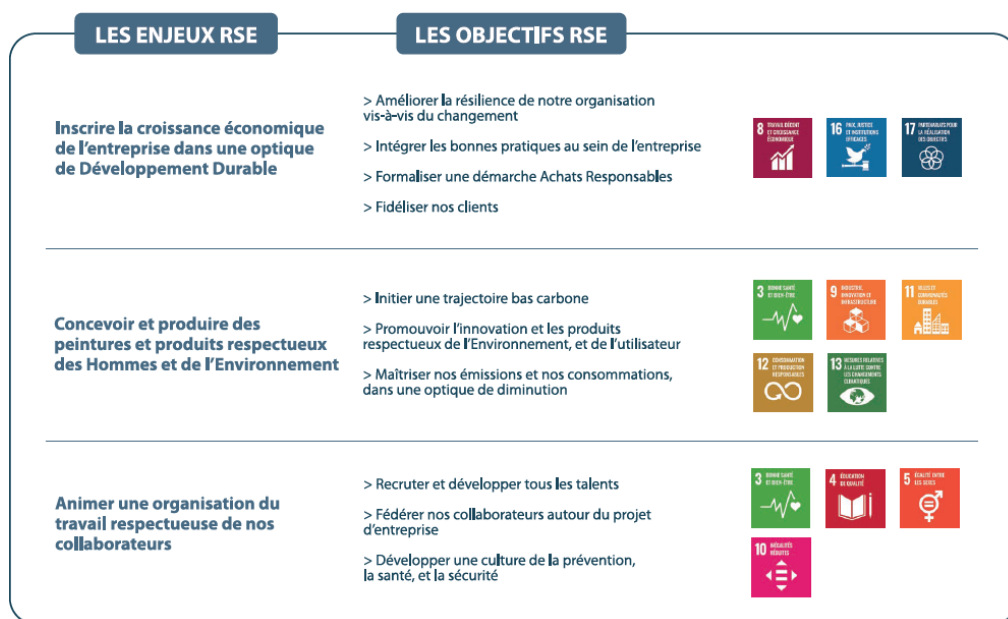 LES ENJEUX RSE
LES OBJECTIFS RSE
Inscrire la croissance économique
de l'entreprise dans une optique
de Développement Durable
> Améliorer la résilience de notre organisation
vis-à-vis du changement
> Intégrer les bonnes pratiques au sein de l'entreprise
> Formaliser une démarche Achats Responsables
> Fidéliser nos clients
8 TRAVAIL DÉCENT
ET CROISSANCE
ÉCONOMIQUE
16 PAIX, JUSTICE
ET INSTITUTIONS
EFFICACES
17 PARTENARIATS POUR
LA RÉALISATION
DES OBJECTIFS
Concevoir et produire des
peintures et produits respectueux
des Hommes et de l'Environnement
> Initier une trajectoire bas carbone
> Promouvoir l'innovation et les produits
respectueux de l'Environnement, et de l'utilisateur
> Maîtriser nos émissions et nos consommations,
dans une optique de diminution
3 BONNE SANTÉ
ET BIEN-ÊTRE
9 INDUSTRIE,
INNOVATION ET
INFRASTRUCTURE
11 VILLES ET
COMMUNAUTÉS
DURABLES
12 CONSOMMATION
ET PRODUCTION
RESPONSABLES
13 MESURES RELATIVES
À LA LUTTE CONTRE
LES CHANGEMENTS
CLIMATIQUES
Animer une organisation du
travail respectueuse de nos
collaborateurs
> Recruter et développer tous les talents
> Fédérer nos collaborateurs autour du projet
d'entreprise
> Développer une culture de la prévention,
la santé, et la sécurité
3 BONNE SANTÉ
ET BIEN-ÊTRE
4 ÉDUCATION
DE QUALITÉ
5 ÉGALITÉ ENTRE
LES SEXES
10 INÉGALITÉS
RÉDUITES